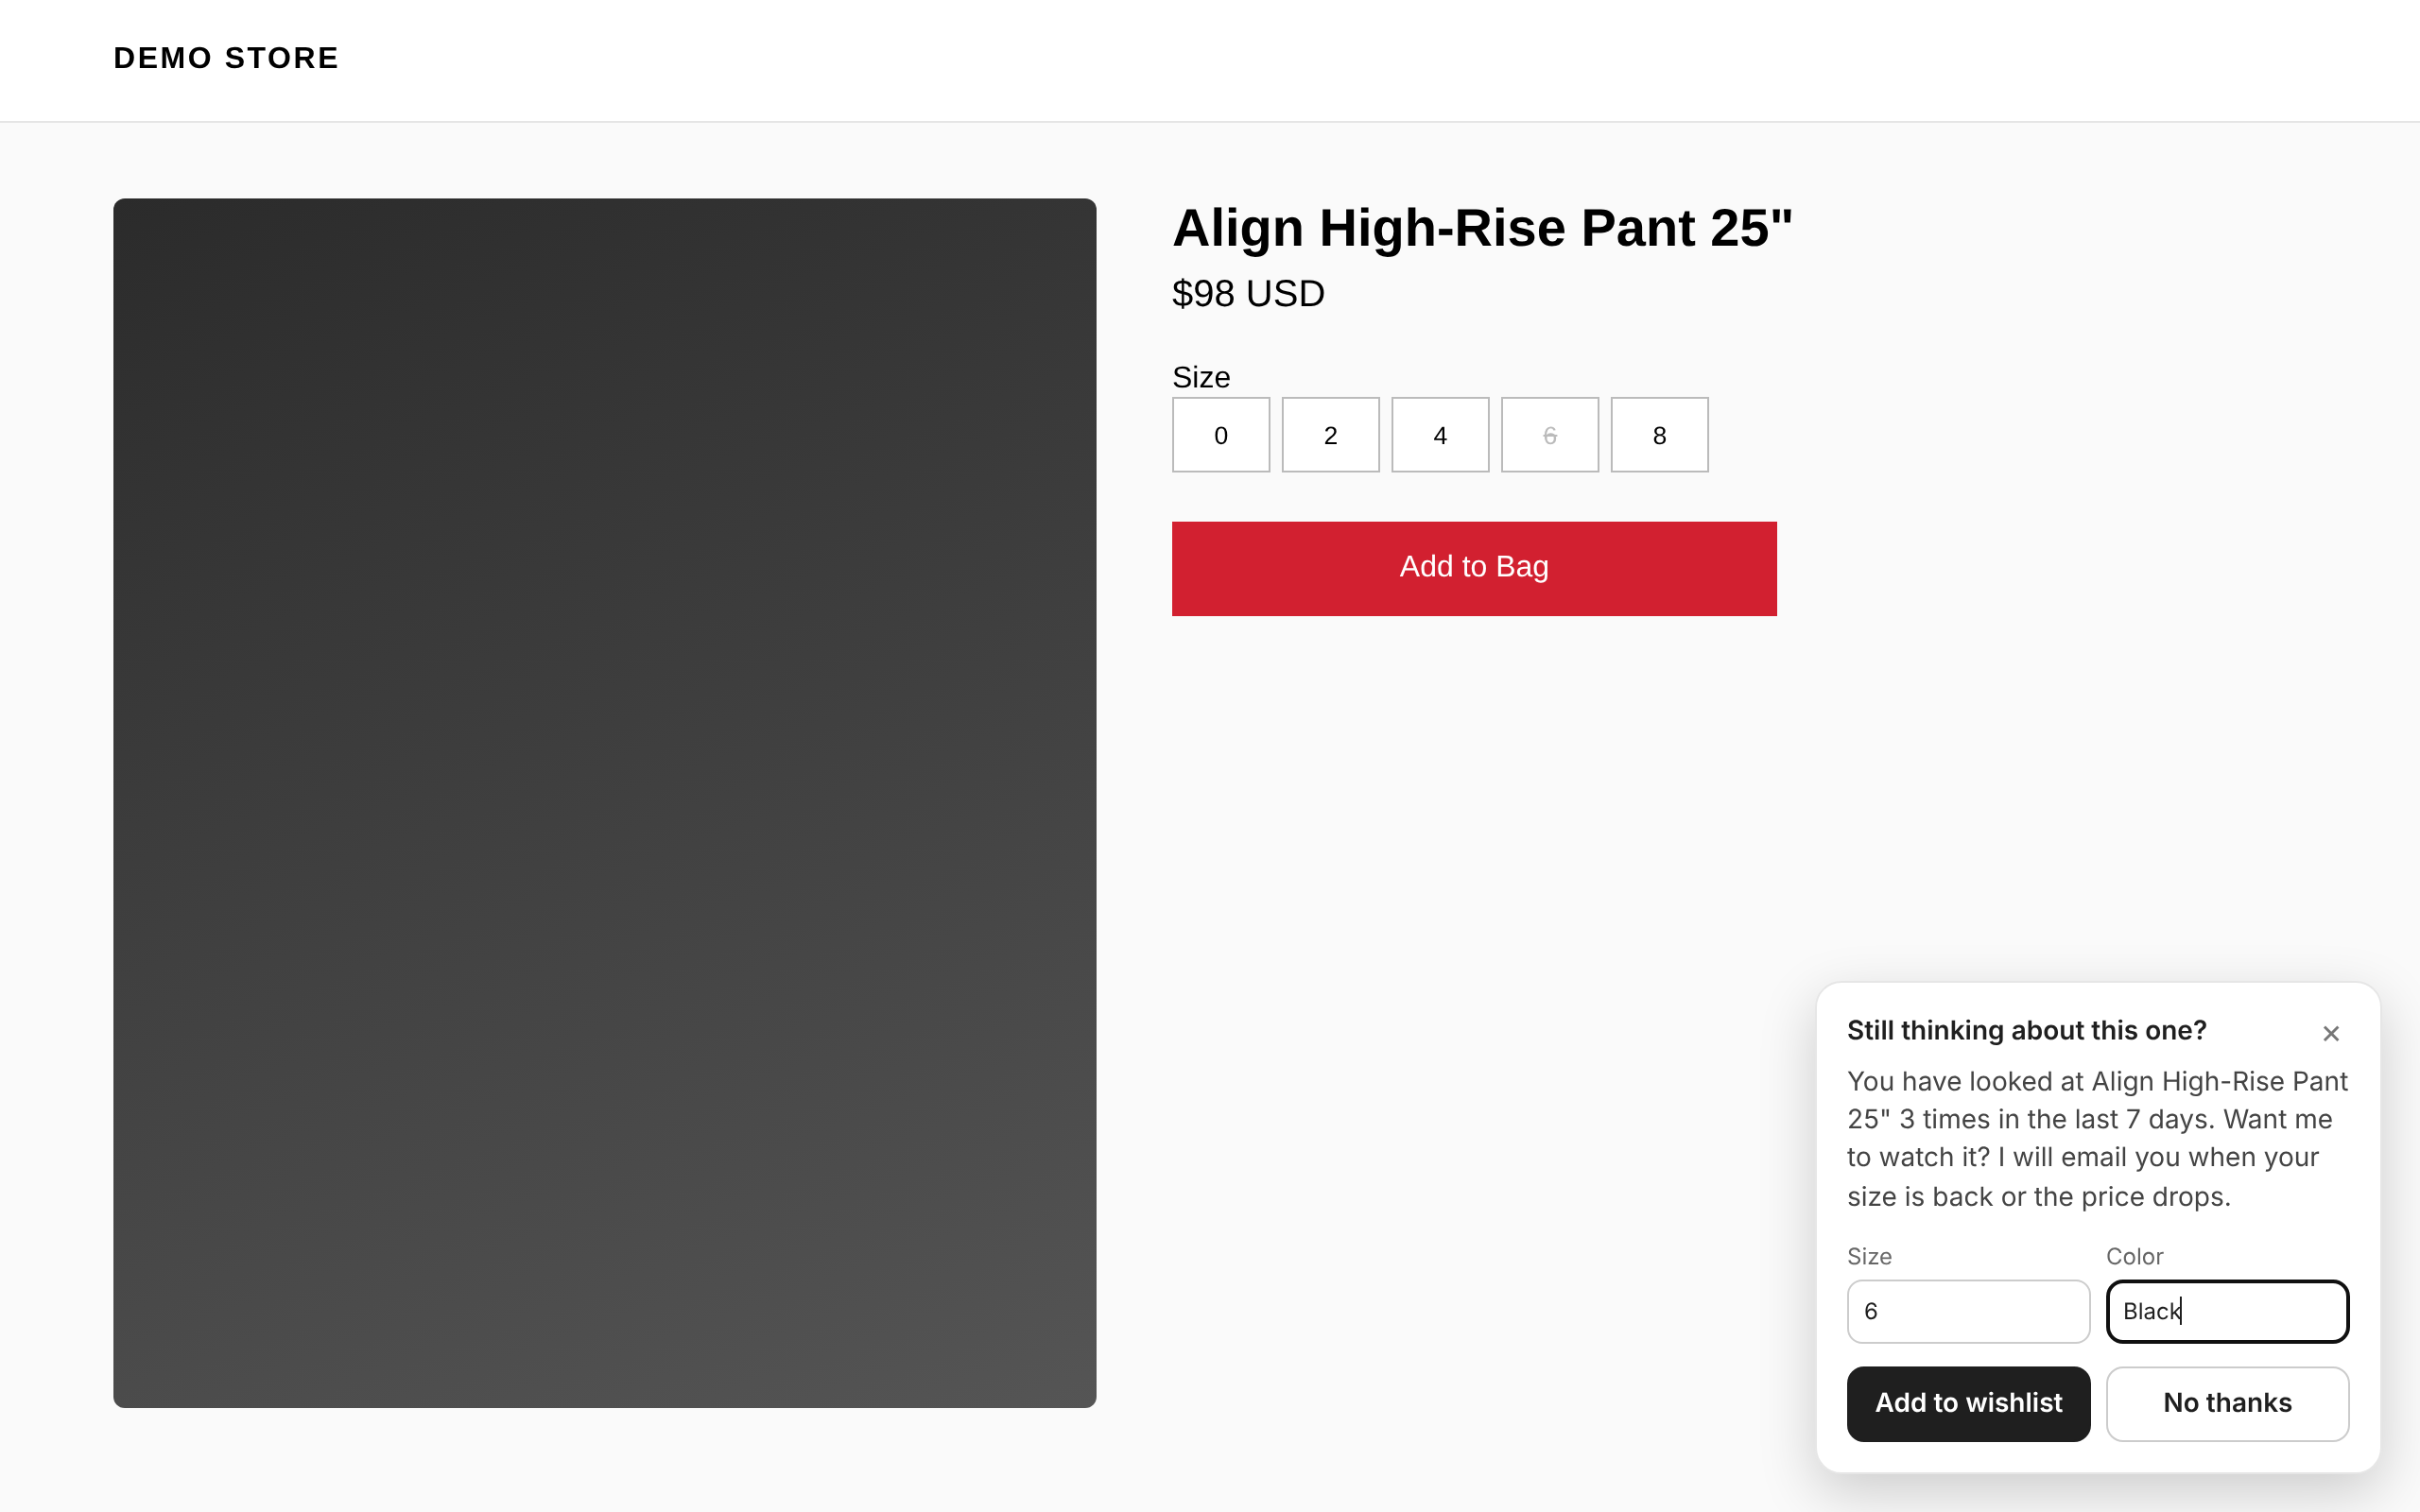 DEMO STORE
Align High-Rise Pant 25"
$98 USD
Size
0 2 4 6 8
Add to Bag
Still thinking about this one? ×
You have looked at Align High-Rise Pant
25" 3 times in the last 7 days. Want me
to watch it? I will email you when your
size is back or the price drops.
Size Color
6 Black
Add to wishlist No thanks